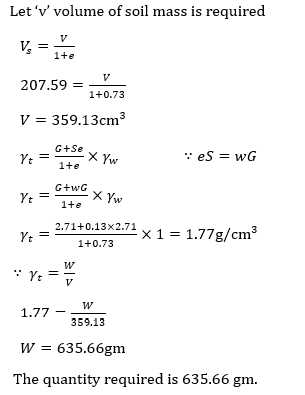 Let ‘v’ volume of soil mass is required
V_s = V/(1+e)
207.59 = V/(1+0.73)
V = 359.13cm³
γ_t = (G+Se)/(1+e) × γ_w ∵ eS = wG
γ_t = (G+wG)/(1+e) × γ_w
γ_t = (2.71+0.13×2.71)/(1+0.73) × 1 = 1.77g/cm³
∵ γ_t = W/V
1.77 − W/359.13
W = 635.66gm
The quantity required is 635.66 gm.